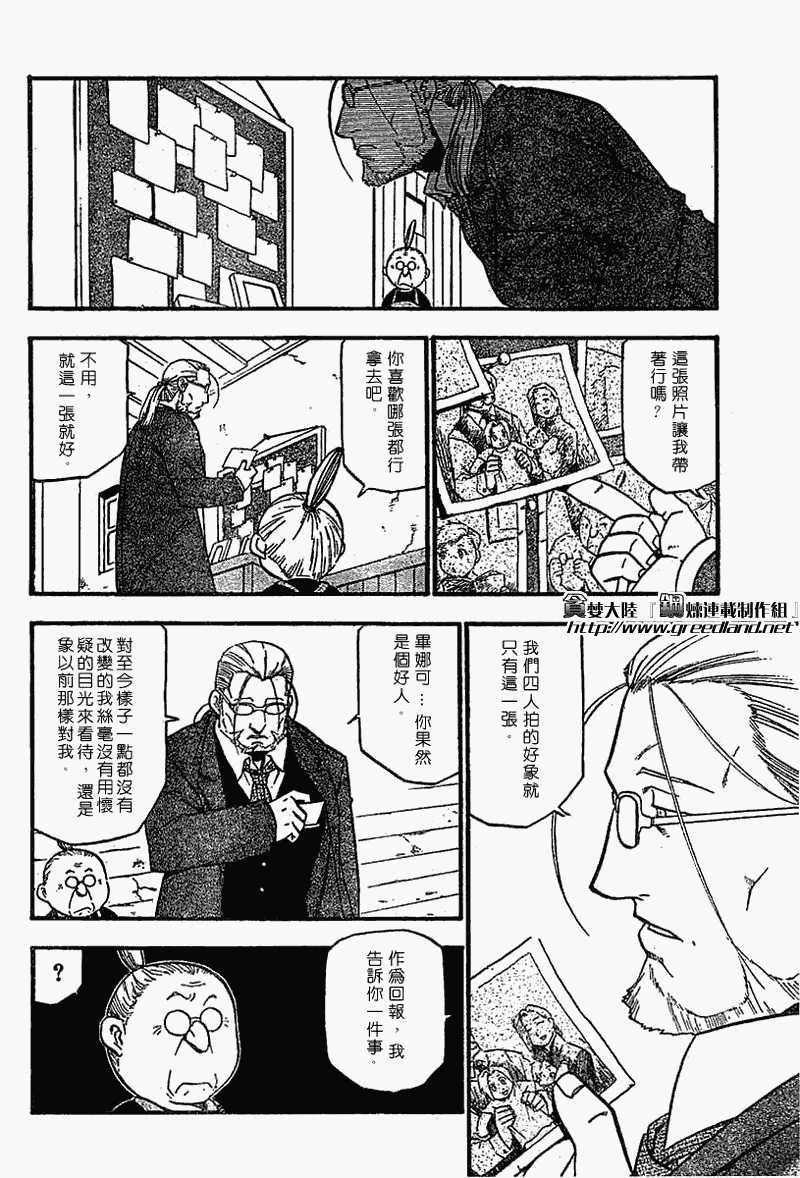 這張照片讓我帶
著行嗎?
你喜歡哪張都行
拿去吧。
不用，
就這一張就好。
貪婪大陸『鋼煉連載制作組』
http://www.greedland.net
我們四人拍的好象就
只有這一張。
畢娜可…你果然
是個好人。
對至今樣子一點都沒有
改變的我絲毫沒有用懷
疑的目光來看待，還是
象以前那樣對我。
作爲回報，我
告訴你一件事。
?